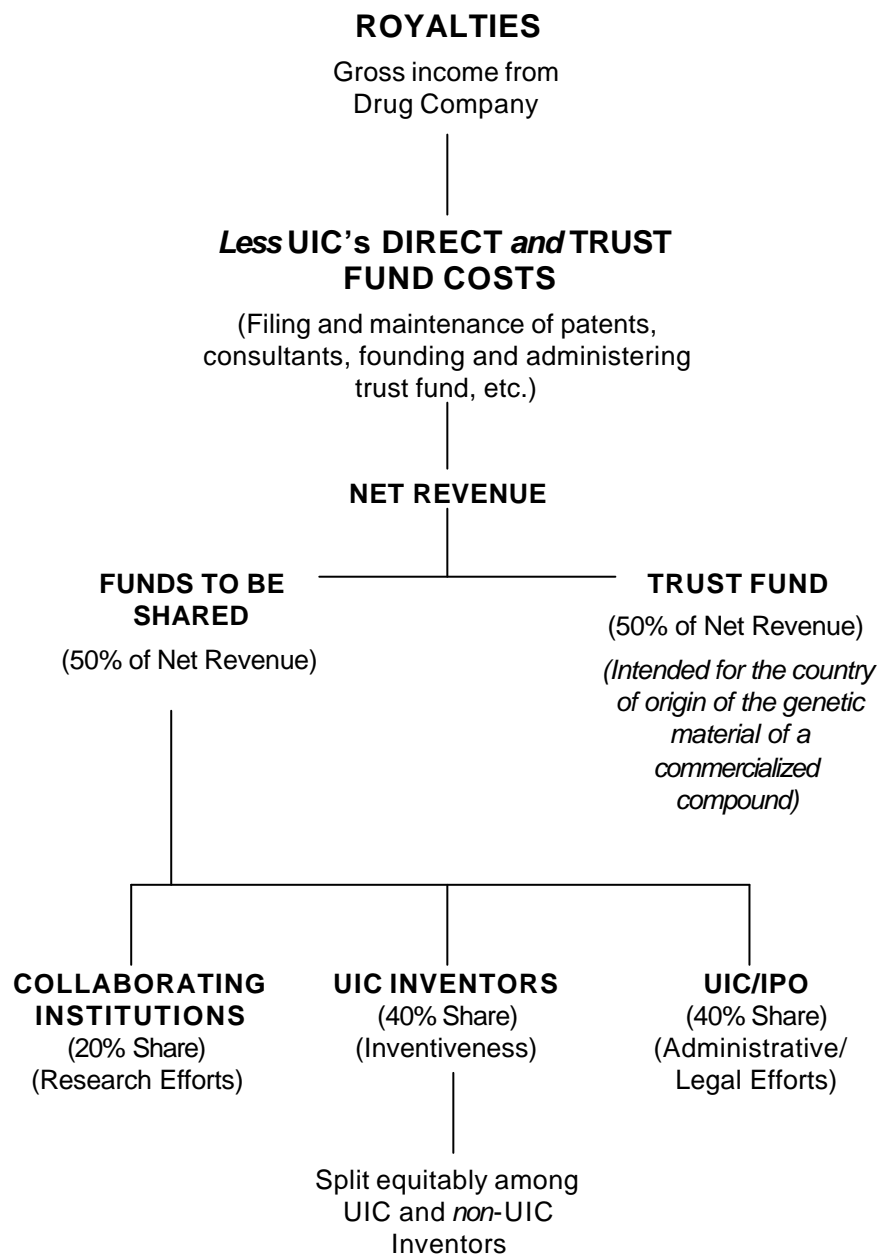 ROYALTIES
Gross income from
Drug Company
Less UIC's DIRECT and TRUST
FUND COSTS
(Filing and maintenance of patents,
consultants, founding and administering
trust fund, etc.)
NET REVENUE
FUNDS TO BE
SHARED
(50% of Net Revenue)
TRUST FUND
(50% of Net Revenue)
(Intended for the country
of origin of the genetic
material of a
commercialized
compound)
COLLABORATING
INSTITUTIONS
(20% Share)
(Research Efforts)
UIC INVENTORS
(40% Share)
(Inventiveness)
UIC/IPO
(40% Share)
(Administrative/
Legal Efforts)
Split equitably among
UIC and non-UIC
Inventors